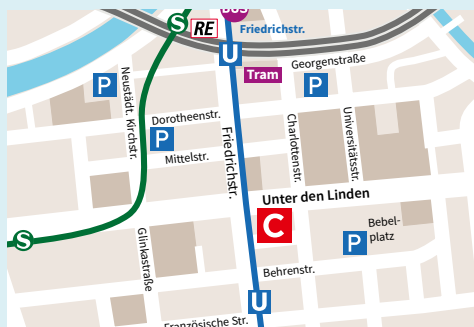 BUS
S
RE
Friedrichstr.
U
Georgenstraße
Tram
P
P
Neustädt. Kirchstr.
Dorotheenstr.
P
Friedrichstr.
Charlottenstr.
Universitätsstr.
Mittelstr.
Unter den Linden
C
Bebel-
platz
P
S
Glinkastraße
Behrenstr.
U
Französische Str.